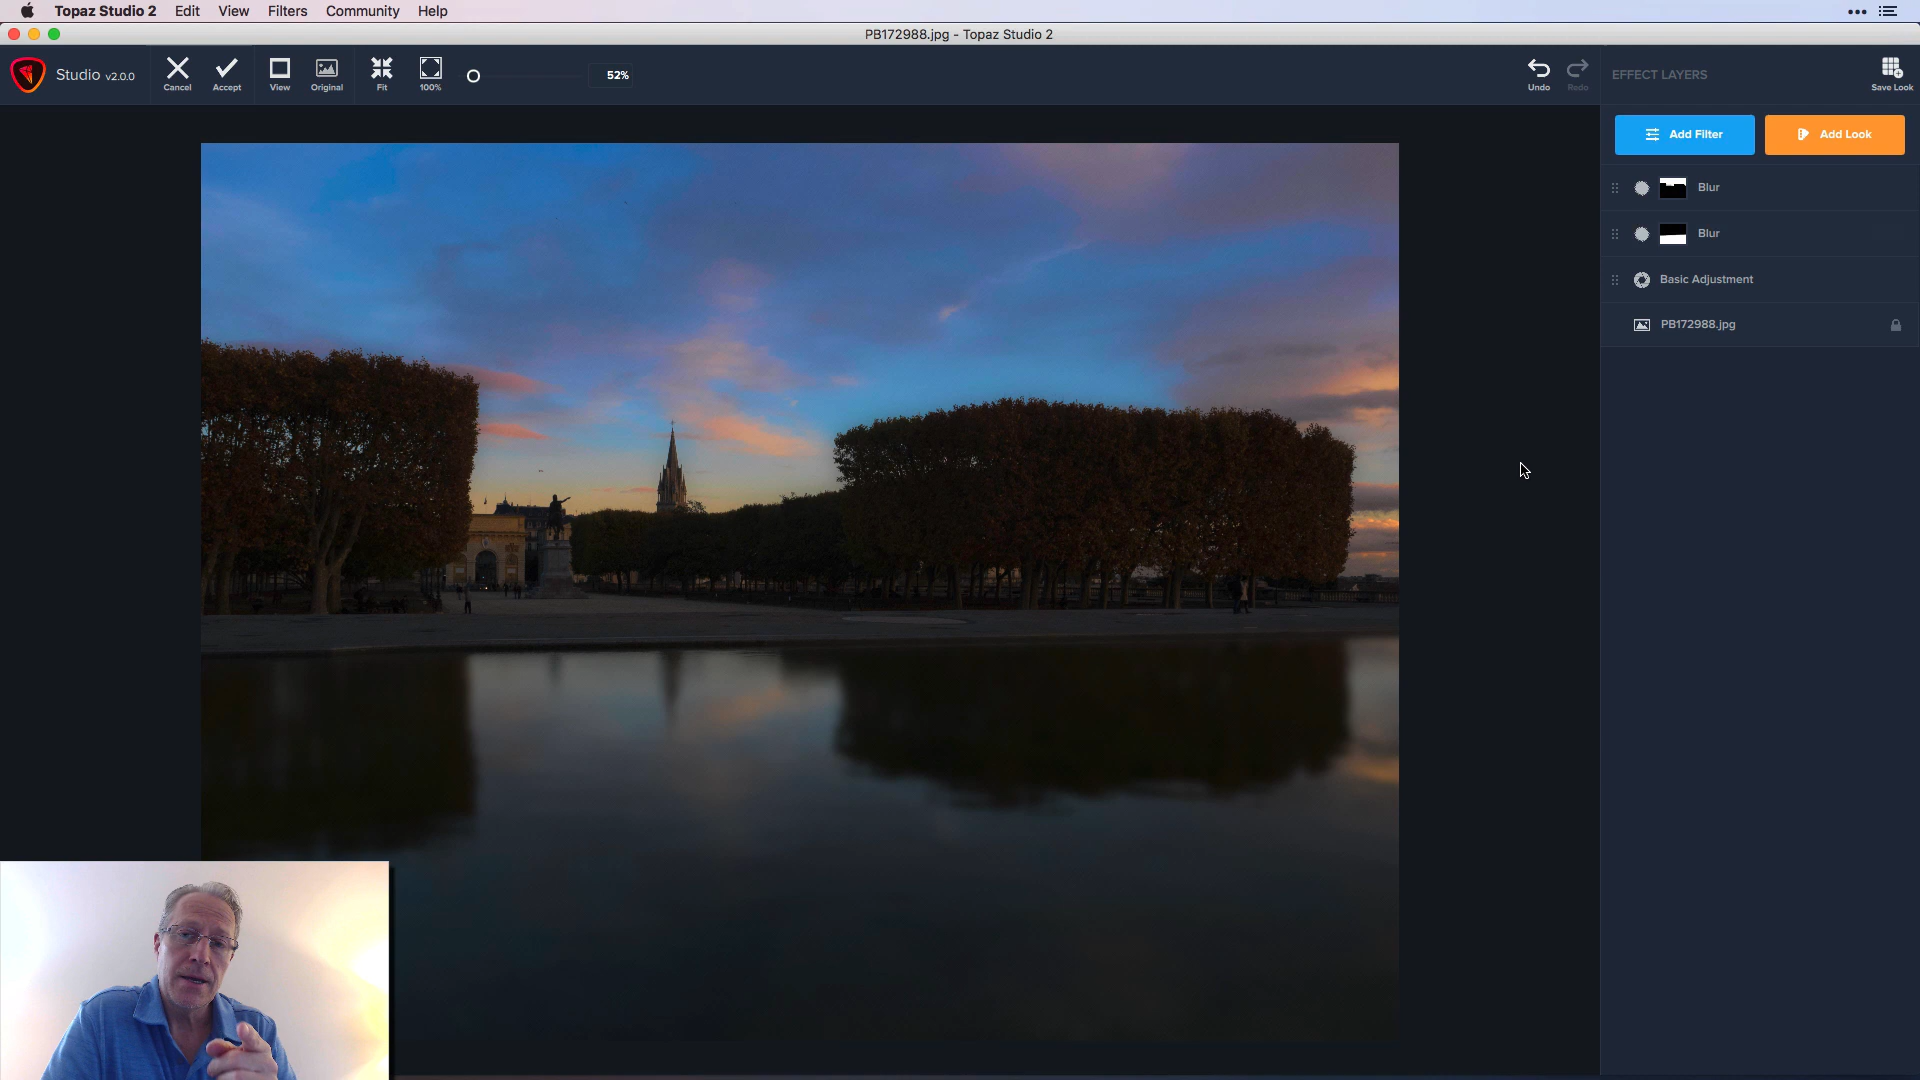 Topaz Studio 2 Edit View Filters Community Help
PB172988.jpg - Topaz Studio 2
Studio v2.0.0
Cancel
Accept
View
Original
Fit
100%
52%
Undo
Redo
EFFECT LAYERS
Save Look
Add Filter
Add Look
Blur
Blur
Basic Adjustment
PB172988.jpg